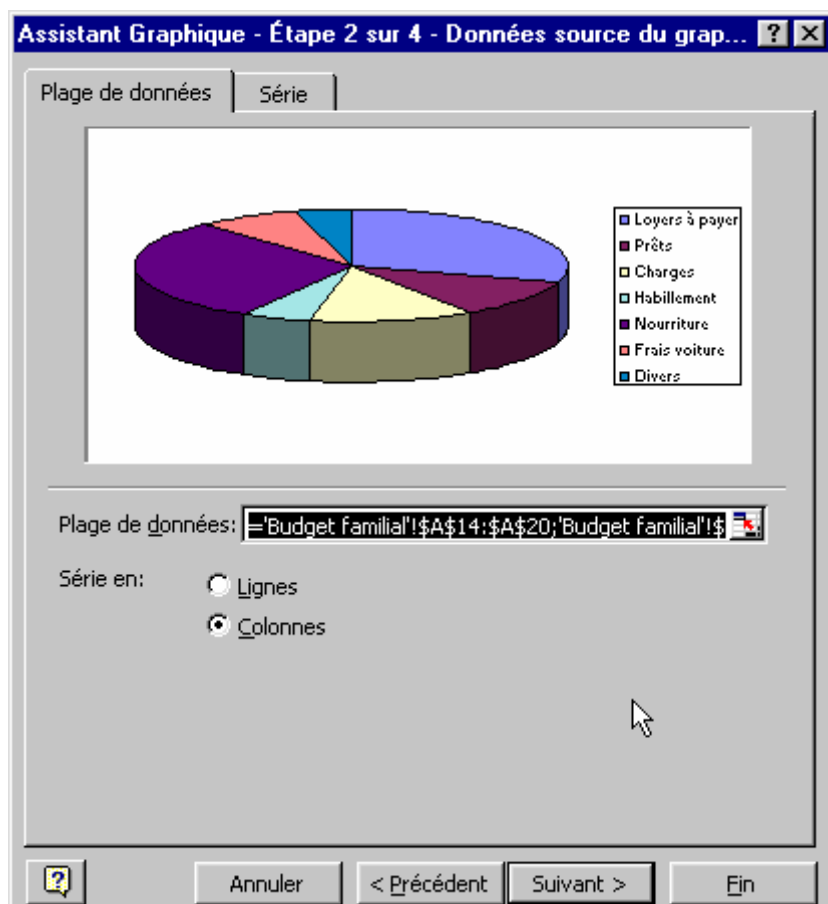 Assistant Graphique - Étape 2 sur 4 - Données source du grap...
Plage de données
Série
Loyers à payer
Prêts
Charges
Habillement
Nourriture
Frais voiture
Divers
Plage de données: ='Budget familial'!$A$14:$A$20;'Budget familial'!$
Série en:
Lignes
Colonnes
Annuler
< Précédent
Suivant >
Fin